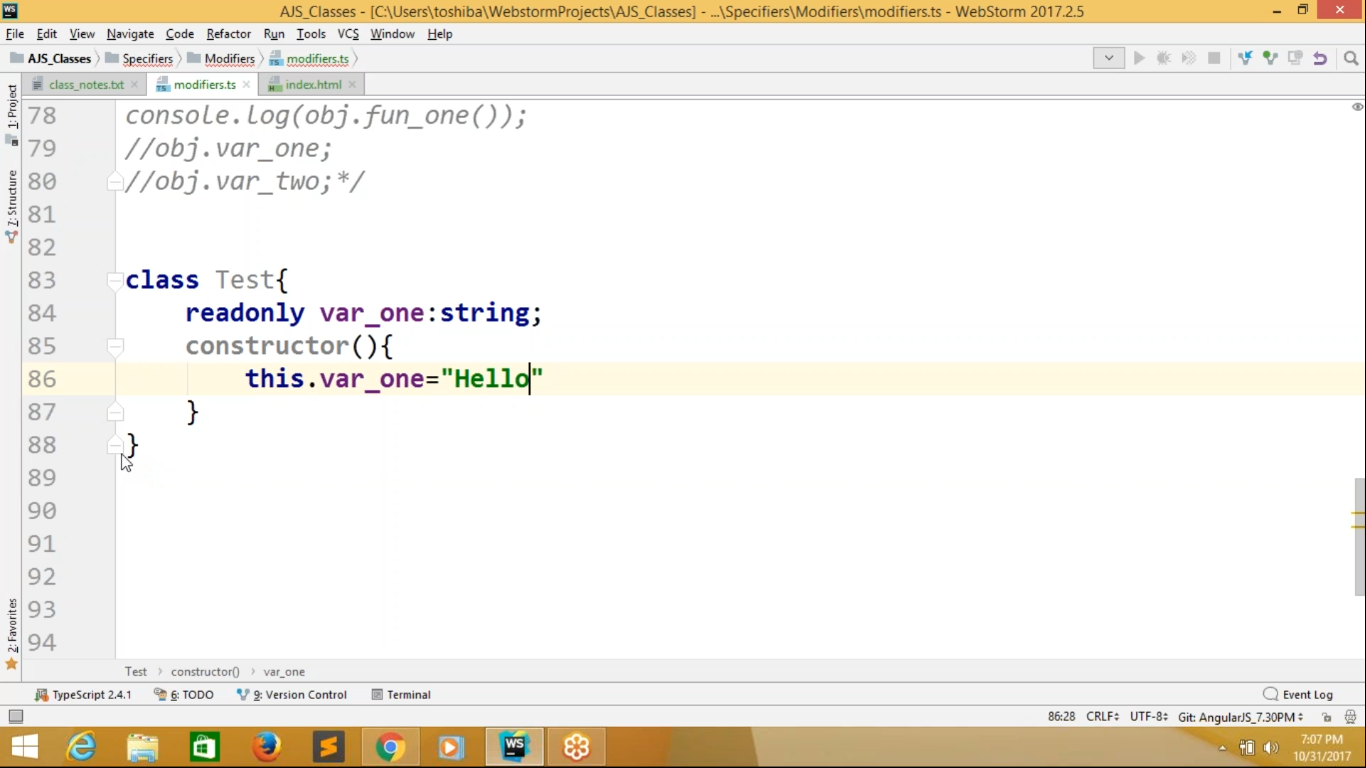 WS AJS_Classes - [C:\Users\toshiba\WebstormProjects\AJS_Classes] - ...\Specifiers\Modifiers\modifiers.ts - WebStorm 2017.2.5
File Edit View Navigate Code Refactor Run Tools VCS Window Help
AJS_Classes Specifiers Modifiers modifiers.ts
class_notes.txt modifiers.ts index.html
1: Project
7: Structure
2: Favorites
78 console.log(obj.fun_one());
79 //obj.var_one;
80 //obj.var_two;*/
81
82
83 class Test{
84 readonly var_one:string;
85 constructor(){
86 this.var_one="Hello"
87 }
88 }
89
90
91
92
93
94
Test > constructor() > var_one
TypeScript 2.4.1 6: TODO 9: Version Control Terminal Event Log
86:28 CRLF UTF-8 Git: AngularJS_7.30PM
WS
7:07 PM
10/31/2017